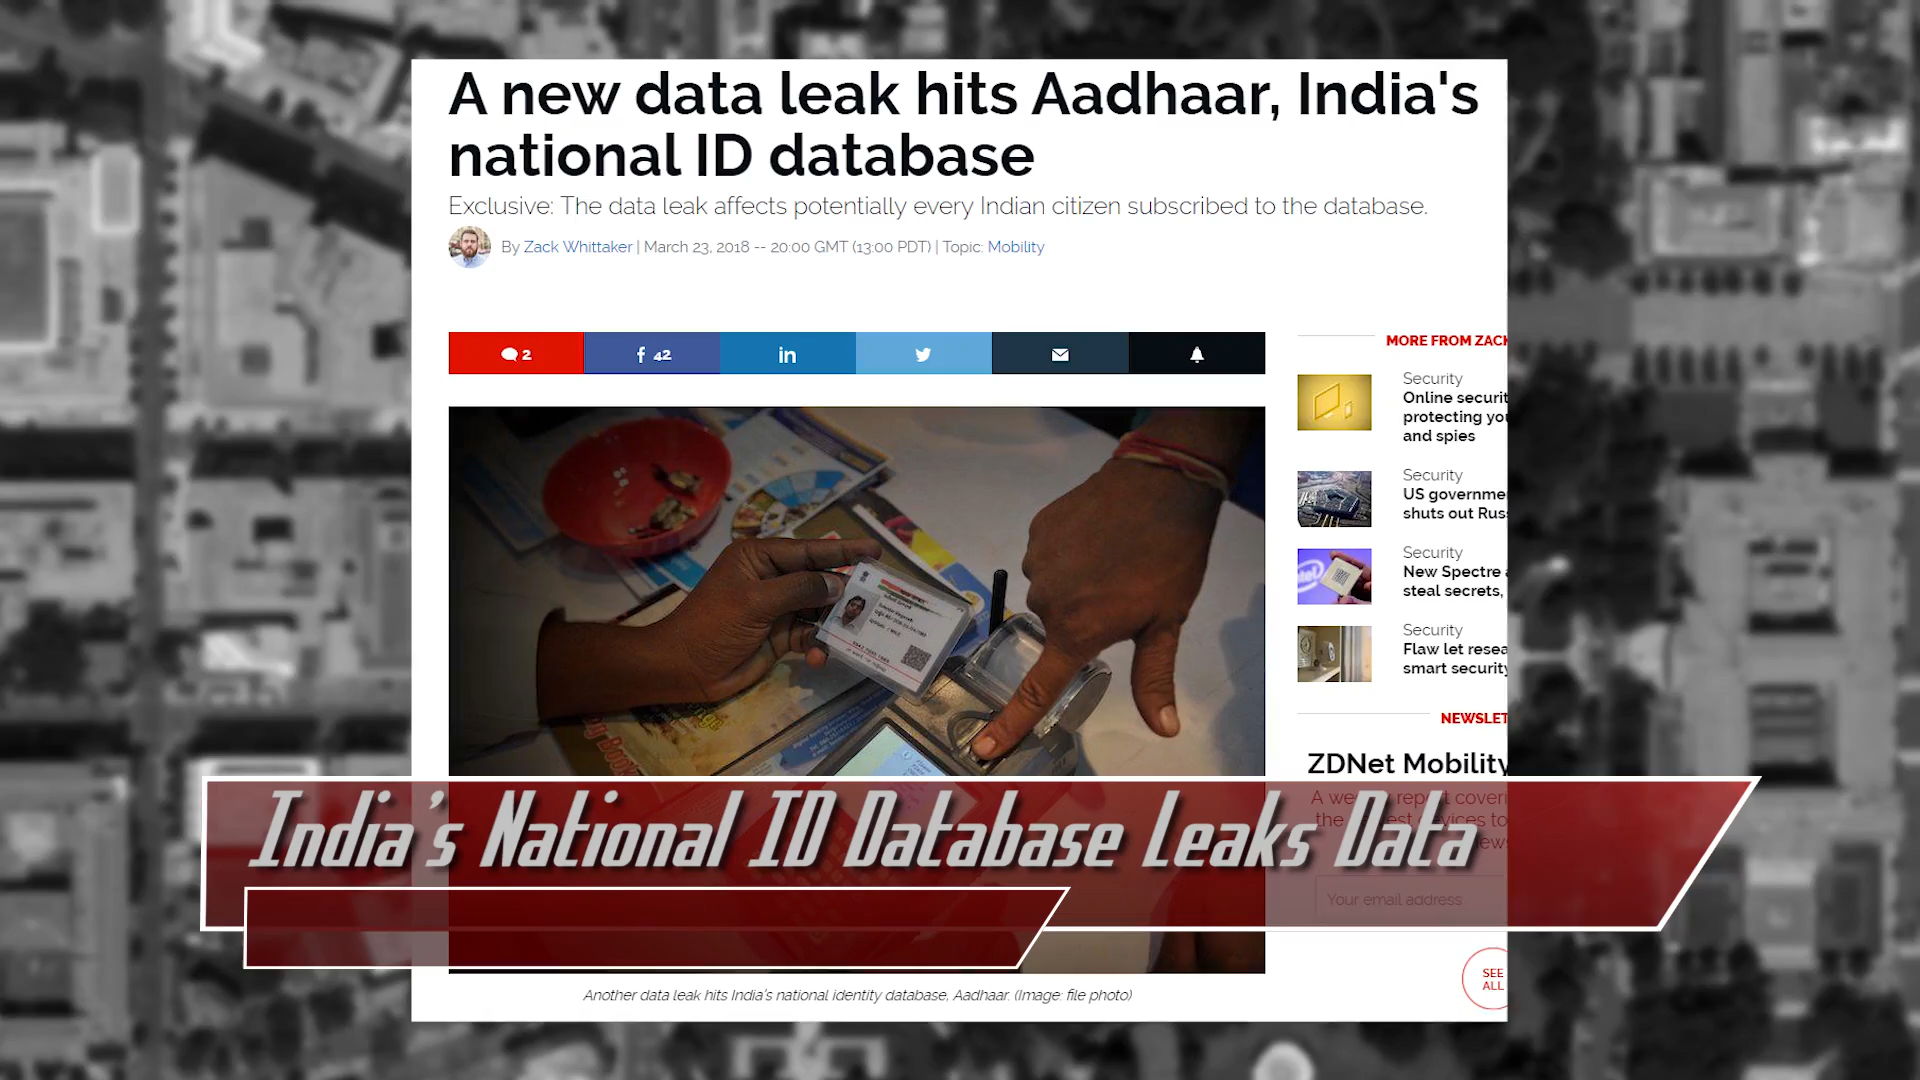 A new data leak hits Aadhaar, India's
national ID database
Exclusive: The data leak affects potentially every Indian citizen subscribed to the database.
By Zack Whittaker | March 23, 2018 -- 20:00 GMT (13:00 PDT) | Topic: Mobility
2
f 42
in
MORE FROM ZACK
Security
Online securit
protecting you
and spies
Security
US governme
shuts out Rus
Security
New Spectre a
steal secrets,
Security
Flaw let resea
smart security
NEWSLET
ZDNet Mobility
India's National ID Database Leaks Data
Your email address
SEE
ALL
Another data leak hits India's national identity database, Aadhaar. (Image: file photo)